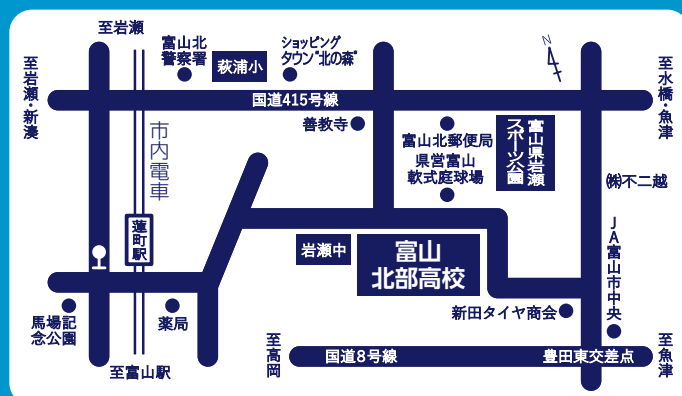 至岩瀬
富山北
警察署
萩浦小
ショッピング
タウン“北の森”
N
至岩瀬・新湊
国道415号線
至水橋・魚津
市内電車
善教寺
富山北郵便局
県営富山
軟式庭球場
富山県岩瀬
スポーツ公園
㈱不二越
蓮町駅
岩瀬中
富山
北部高校
JA富山市中央
馬場記
念公園
薬局
新田タイヤ商会
至富山駅
至高岡
国道8号線
豊田東交差点
至魚津